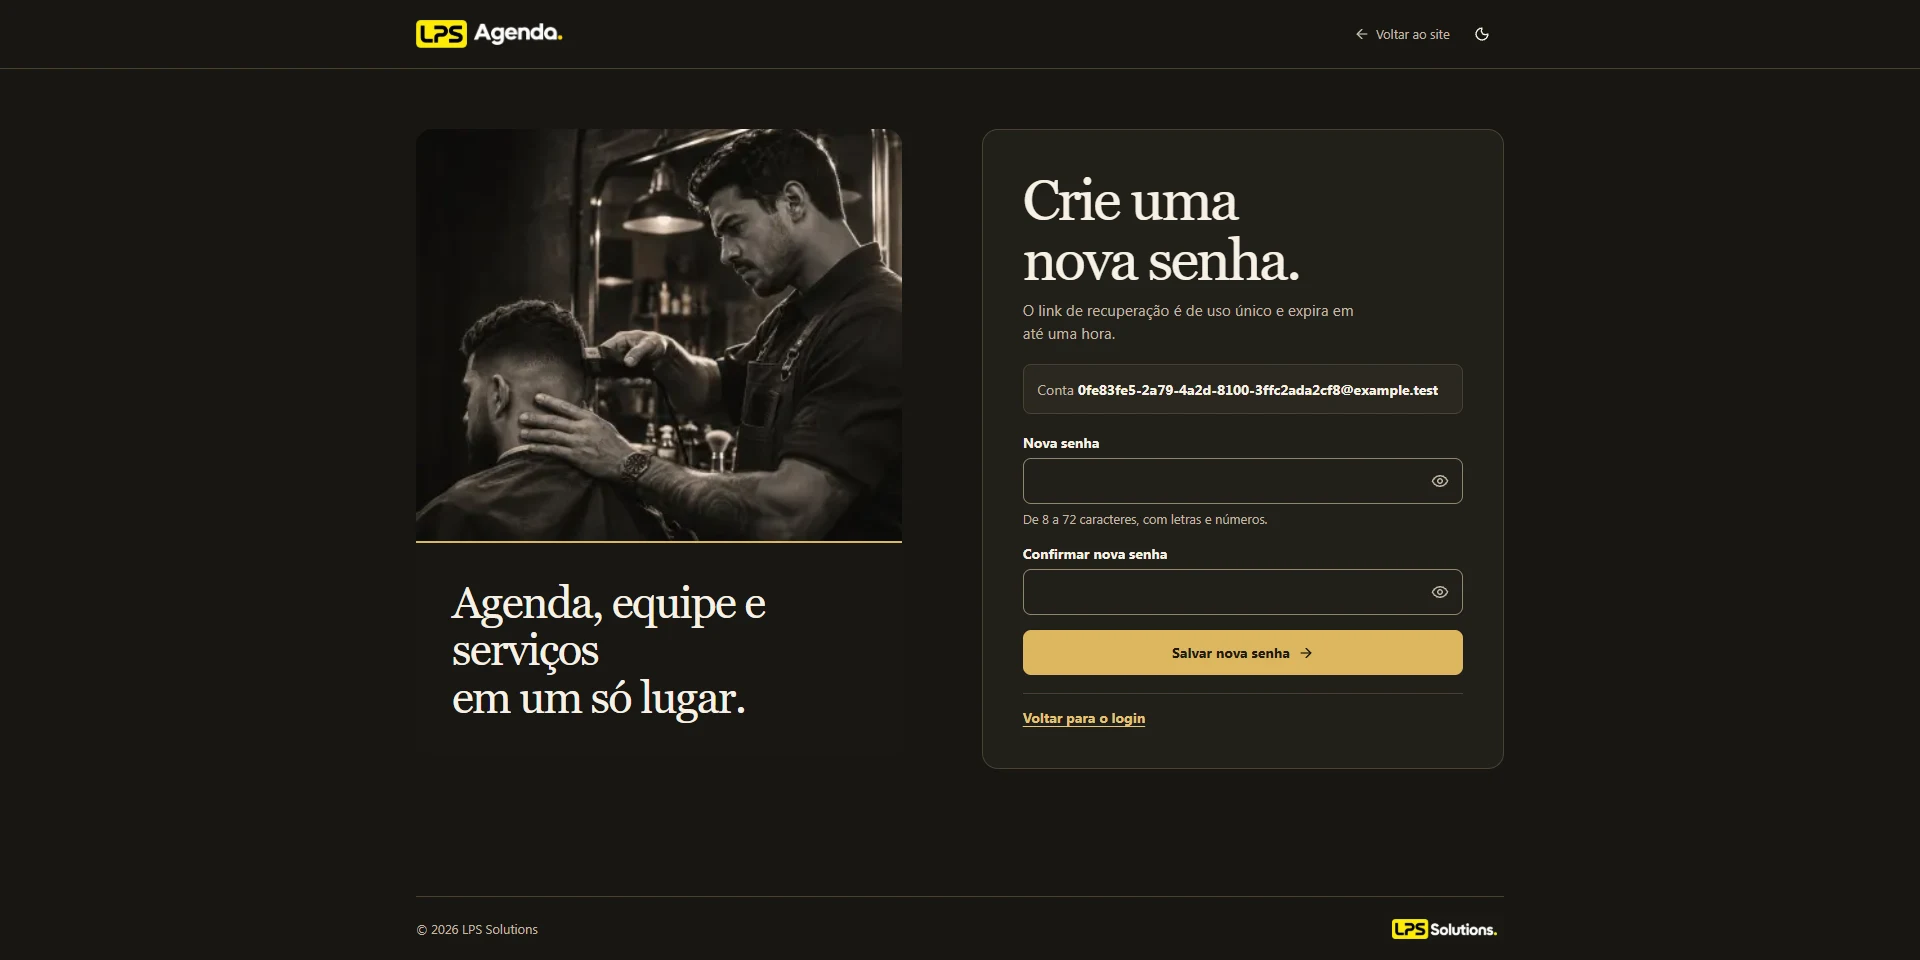 LPS Agenda.
Voltar ao site
Crie uma
nova senha.
O link de recuperação é de uso único e expira em
até uma hora.
Conta 0fe83fe5-2a79-4a2d-8100-3ffc2ada2cf8@example.test
Nova senha
De 8 a 72 caracteres, com letras e números.
Confirmar nova senha
Salvar nova senha
Voltar para o login
Agenda, equipe e
serviços
em um só lugar.
© 2026 LPS Solutions
LPS Solutions.